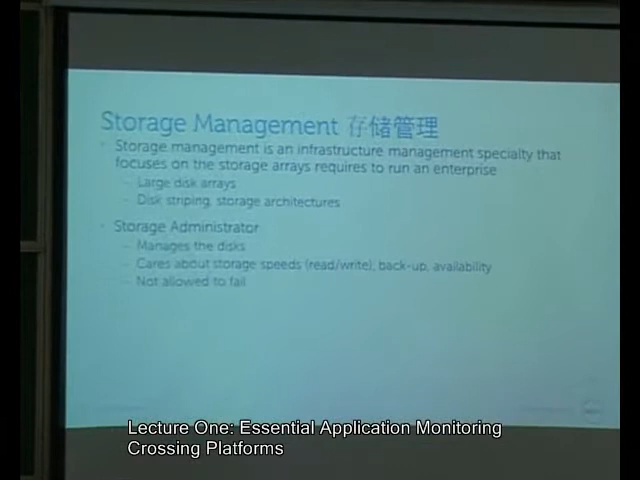 Storage Management 存储管理
Storage management is an infrastructure management specialty that
focuses on the storage arrays requires to run an enterprise
Large disk arrays
Disk striping, storage architectures
Storage Administrator
Manages the disks
Cares about storage speeds (read/write), back-up, availability
Not allowed to fail
Lecture One: Essential Application Monitoring
Crossing Platforms